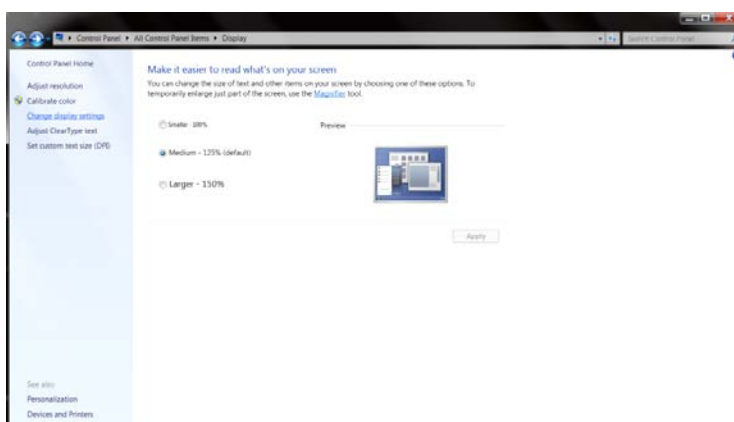 Control Panel ▸ All Control Panel Items ▸ Display
Search Control Panel
Control Panel Home
Adjust resolution
Calibrate color
Change display settings
Adjust ClearType text
Set custom text size (DPI)
Make it easier to read what's on your screen
You can change the size of text and other items on your screen by choosing one of these options. To
temporarily enlarge just part of the screen, use the Magnifier tool.
Smaller - 100%
Preview
Medium - 125% (default)
Larger - 150%
Apply
See also
Personalization
Devices and Printers